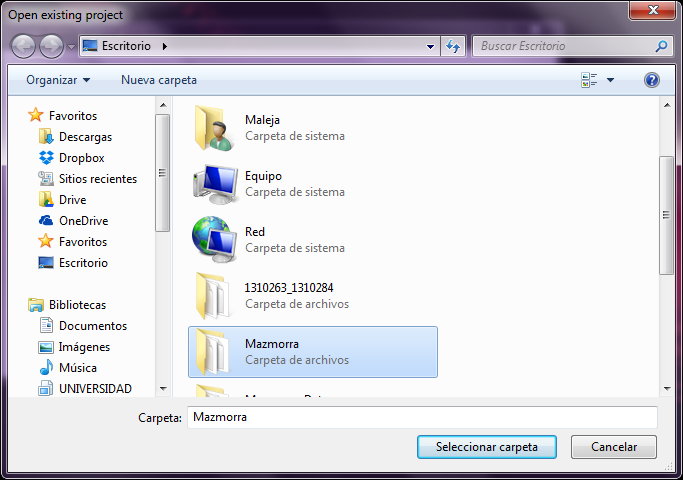 Open existing project
Escritorio
Buscar Escritorio
Organizar
Nueva carpeta
Favoritos
Descargas
Dropbox
Sitios recientes
Drive
OneDrive
Favoritos
Escritorio
Bibliotecas
Documentos
Imágenes
Música
UNIVERSIDAD
Maleja
Carpeta de sistema
Equipo
Carpeta de sistema
Red
Carpeta de sistema
1310263_1310284
Carpeta de archivos
Mazmorra
Carpeta de archivos
Carpeta: Mazmorra
Seleccionar carpeta
Cancelar